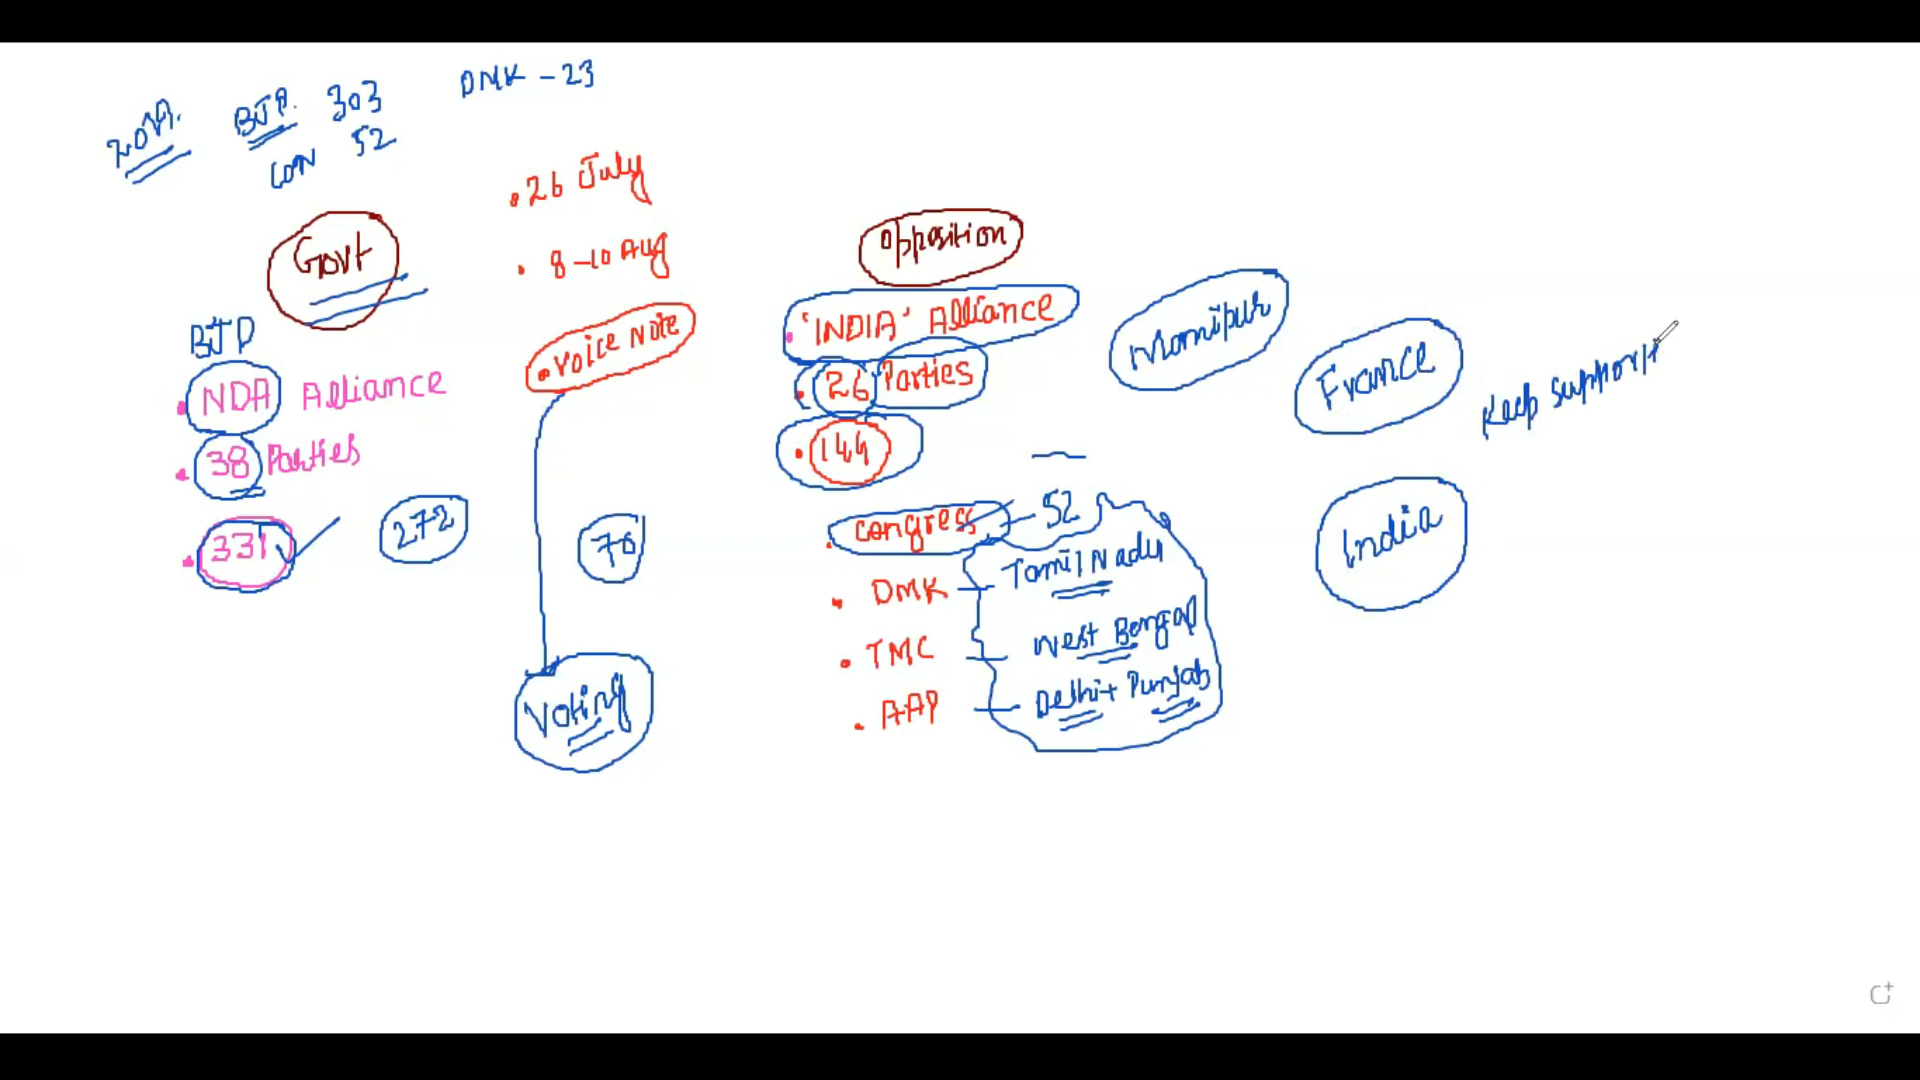 2019.
BJP. 303
CON 52
DMK - 23
• 26 July
• 8-10 Aug
• Voice Note
Voting
Govt
BJP
• NDA Alliance
• 38 Parties
• 331
272
70
Opposition
• 'INDIA' Alliance
• 26 Parties
• 144
• Congress - 52
• DMK - Tamil Nadu
• TMC - West Bengal
• AAP - Delhi + Punjab
Manipur
France
Keep support
India